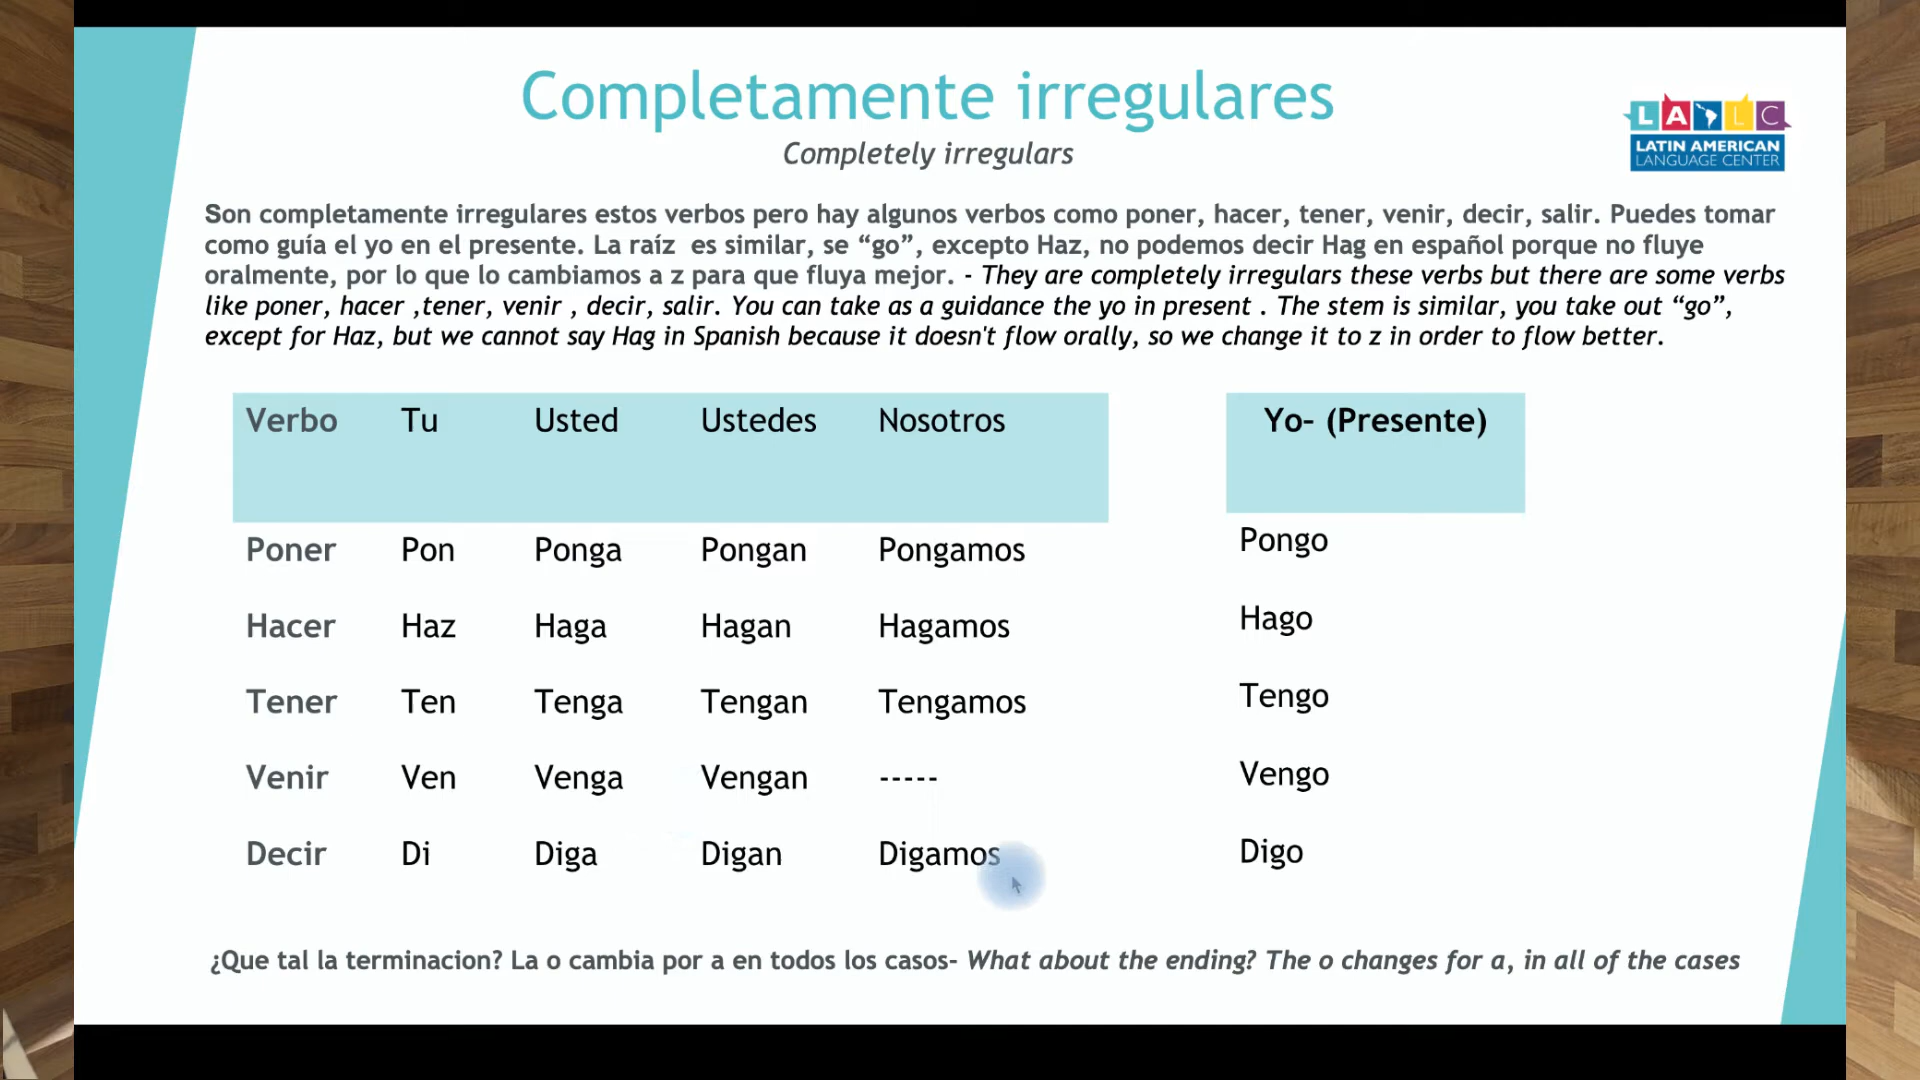 Completamente irregulares
Completely irregulars
L A L C
LATIN AMERICAN
LANGUAGE CENTER
Son completamente irregulares estos verbos pero hay algunos verbos como poner, hacer, tener, venir, decir, salir. Puedes tomar
como guía el yo en el presente. La raíz es similar, se “go”, excepto Haz, no podemos decir Hag en español porque no fluye
oralmente, por lo que lo cambiamos a z para que fluya mejor. - They are completely irregulars these verbs but there are some verbs
like poner, hacer ,tener, venir , decir, salir. You can take as a guidance the yo in present . The stem is similar, you take out “go”,
except for Haz, but we cannot say Hag in Spanish because it doesn't flow orally, so we change it to z in order to flow better.
Verbo Tu Usted Ustedes Nosotros Yo- (Presente)
Poner Pon Ponga Pongan Pongamos Pongo
Hacer Haz Haga Hagan Hagamos Hago
Tener Ten Tenga Tengan Tengamos Tengo
Venir Ven Venga Vengan ----- Vengo
Decir Di Diga Digan Digamos Digo
¿Que tal la terminacion? La o cambia por a en todos los casos- What about the ending? The o changes for a, in all of the cases